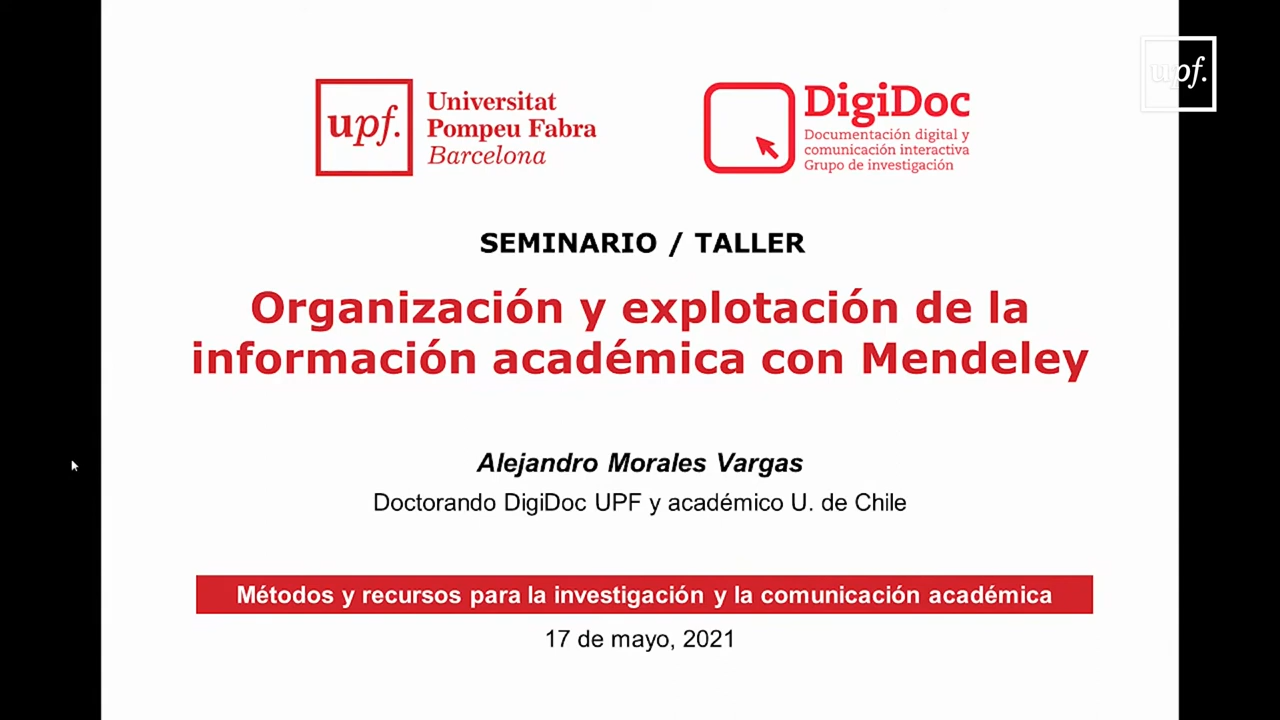 upf.
upf.
Universitat
Pompeu Fabra
Barcelona
DigiDoc
Documentación digital y
comunicación interactiva
Grupo de investigación
SEMINARIO / TALLER
Organización y explotación de la
información académica con Mendeley
Alejandro Morales Vargas
Doctorando DigiDoc UPF y académico U. de Chile
Métodos y recursos para la investigación y la comunicación académica
17 de mayo, 2021